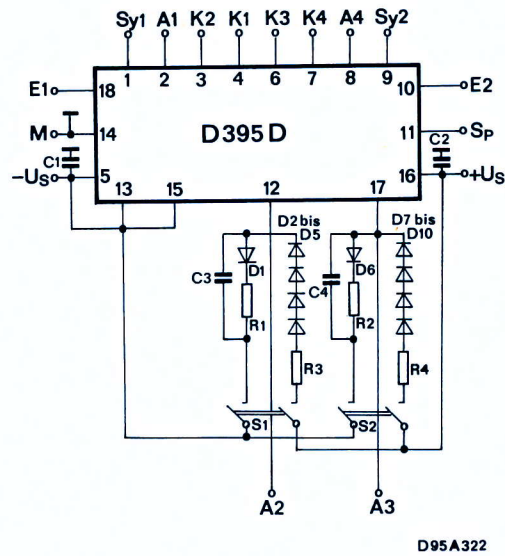 Sy1 A1 K2 K1 K3 K4 A4 Sy2
1 2 3 4 6 7 8 9
E1 18 10 E2
M 14 D395D 11 Sp
C1 C2
-Us 5 16 +Us
13 15 12 17
D2 bis D7 bis
D5 D10
C3 D1 C4 D6
R1 R2
R3 R4
S1 S2
A2 A3
D95A322